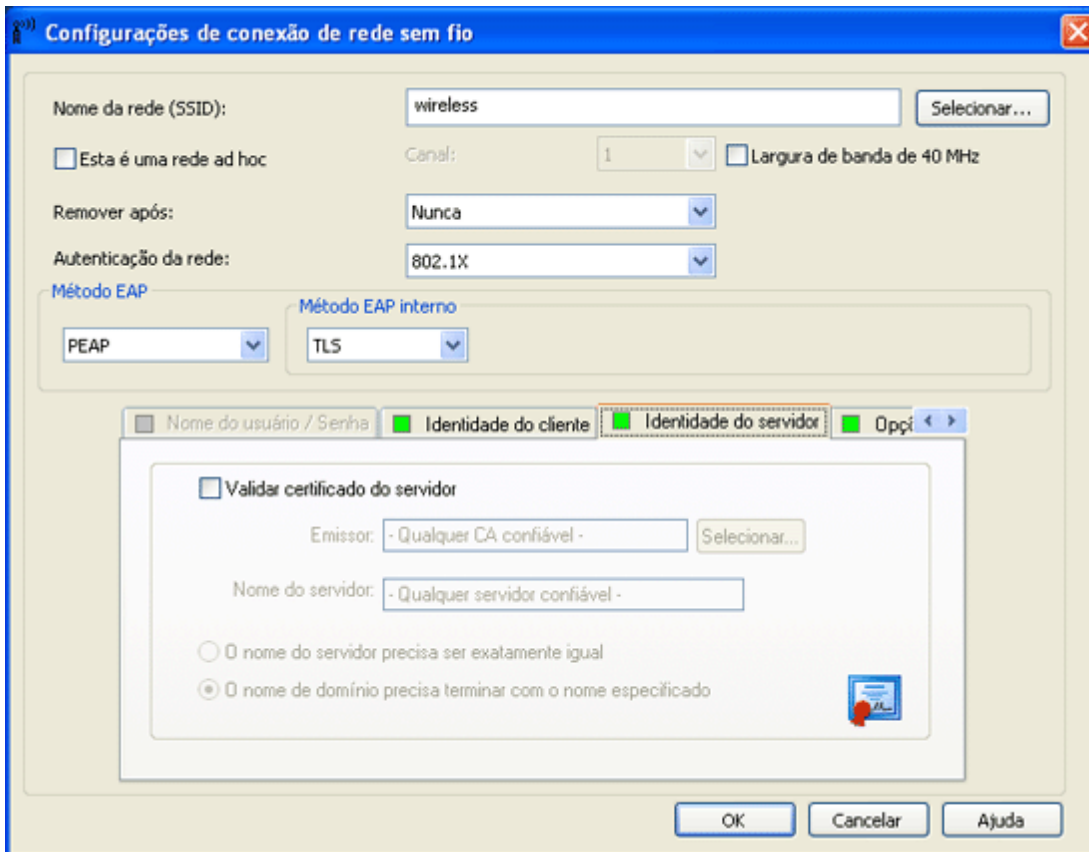 Configurações de conexão de rede sem fio
Nome da rede (SSID): wireless Selecionar...
Esta é uma rede ad hoc Canal: 1 Largura de banda de 40 MHz
Remover após: Nunca
Autenticação da rede: 802.1X
Método EAP
Método EAP interno
PEAP TLS
Nome do usuário / Senha Identidade do cliente Identidade do servidor
Validar certificado do servidor
Emissor: - Qualquer CA confiável - Selecionar...
Nome do servidor: - Qualquer servidor confiável -
O nome do servidor precisa ser exatamente igual
O nome de domínio precisa terminar com o nome especificado
OK Cancelar Ajuda